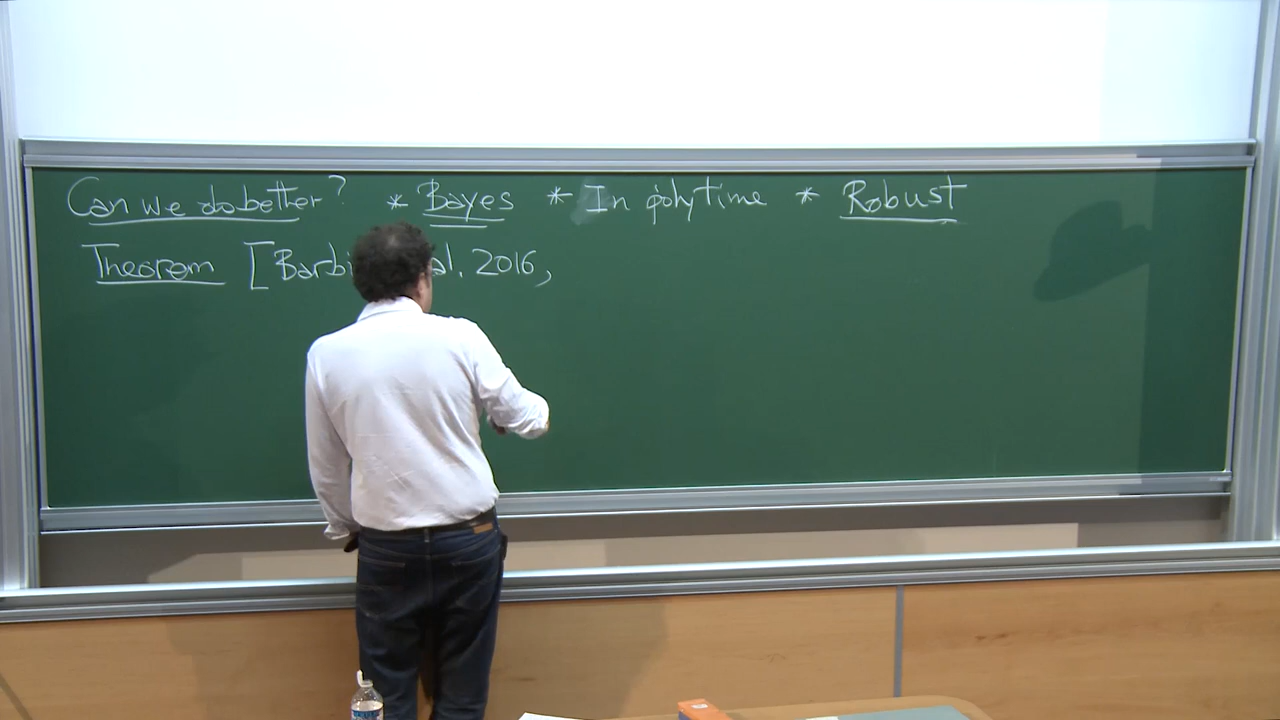 Can we do better? * Bayes * In polytime * Robust
Theorem [Barbi al. 2016,